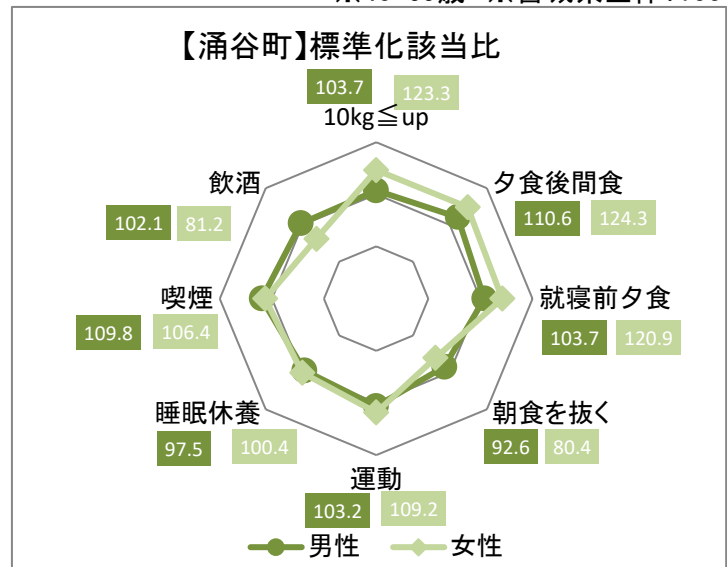 【涌谷町】標準化該当比
103.7 123.3
10kg≦up
飲酒
102.1 81.2
夕食後間食
110.6 124.3
喫煙
109.8 106.4
就寝前夕食
103.7 120.9
睡眠休養
97.5 100.4
朝食を抜く
92.6 80.4
運動
103.2 109.2
男性 女性